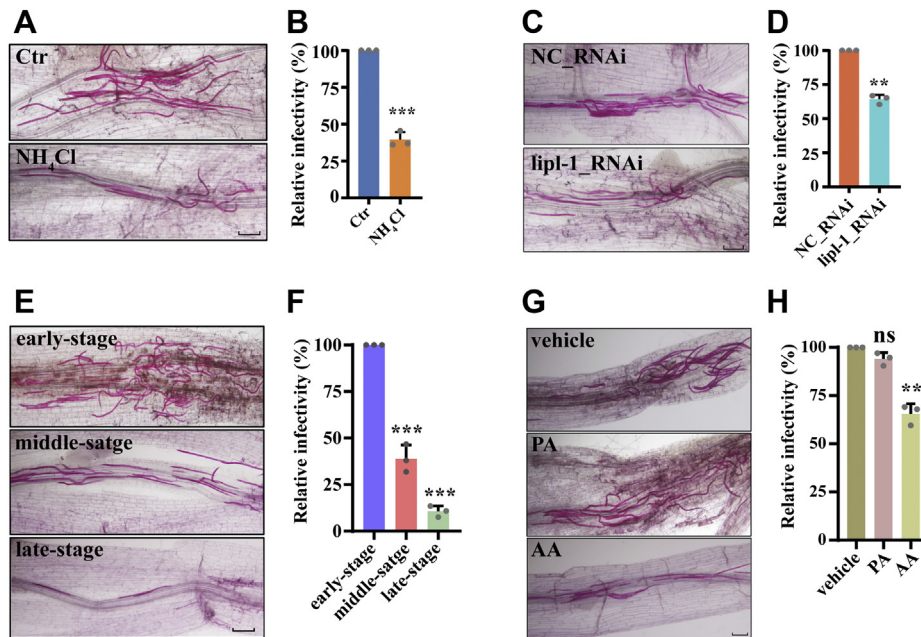 A
Ctr
NH4Cl
B
Relative infectivity (%)
100
75
50
25
0
***
Ctr
NH4Cl
C
NC_RNAi
lipl-1_RNAi
D
Relative infectivity (%)
100
75
50
25
0
**
NC_RNAi
lipl-1_RNAi
E
early-stage
middle-satge
late-stage
F
Relative infectivity (%)
100
75
50
25
0
***
***
early-stage
middle-satge
late-stage
G
vehicle
PA
AA
H
Relative infectivity (%)
100
75
50
25
0
ns
**
vehicle
PA
AA